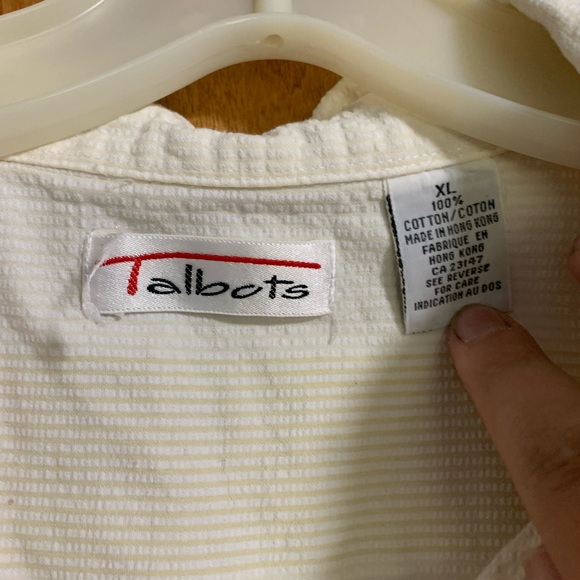 Talbots
XL
100%
COTTON/COTON
MADE IN HONG KONG
FABRIQUE EN
HONG KONG
CA 23147
SEE REVERSE
FOR CARE
INDICATION AU DOS